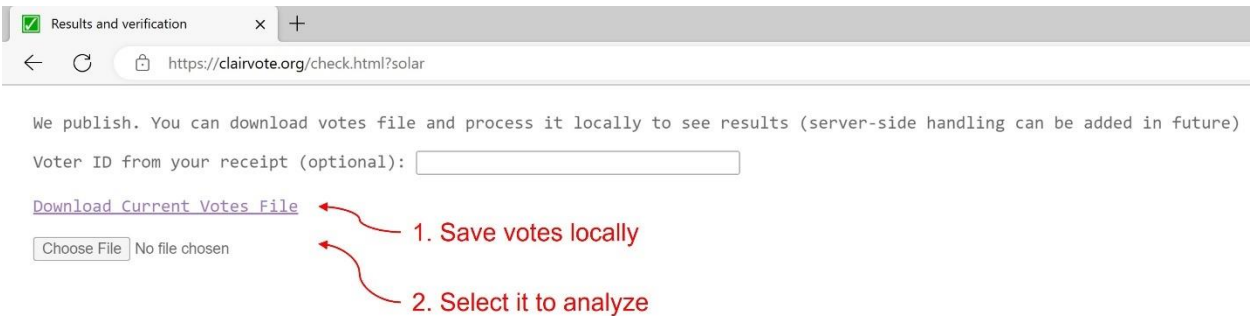 Results and verification
https://clairvote.org/check.html?solar
We publish. You can download votes file and process it locally to see results (server-side handling can be added in future)
Voter ID from your receipt (optional):
Download Current Votes File
1. Save votes locally
Choose File No file chosen
2. Select it to analyze